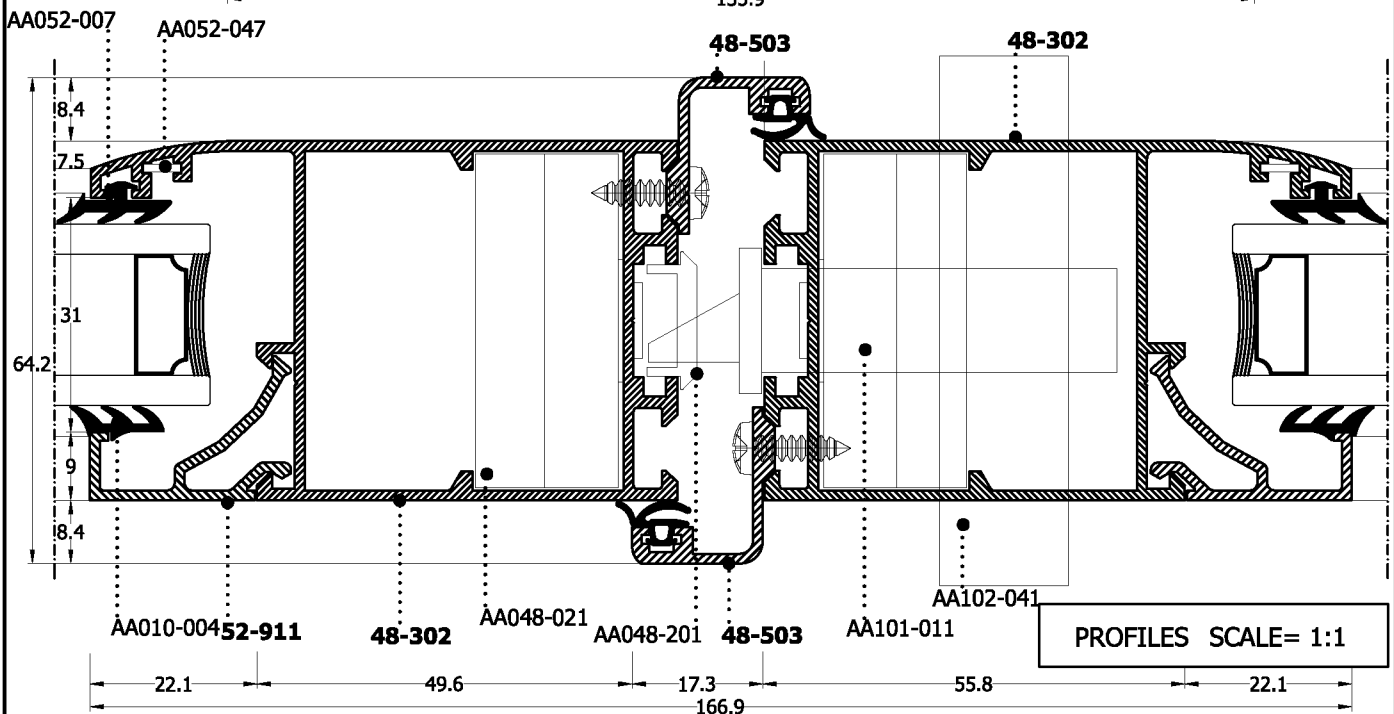 AA052-007
AA052-047
48-503
48-302
8.4
7.5
31
64.2
9
8.4
AA010-004
52-911
48-302
AA048-021
AA048-201
48-503
AA101-011
AA102-041
PROFILES SCALE= 1:1
22.1
49.6
17.3
55.8
22.1
166.9